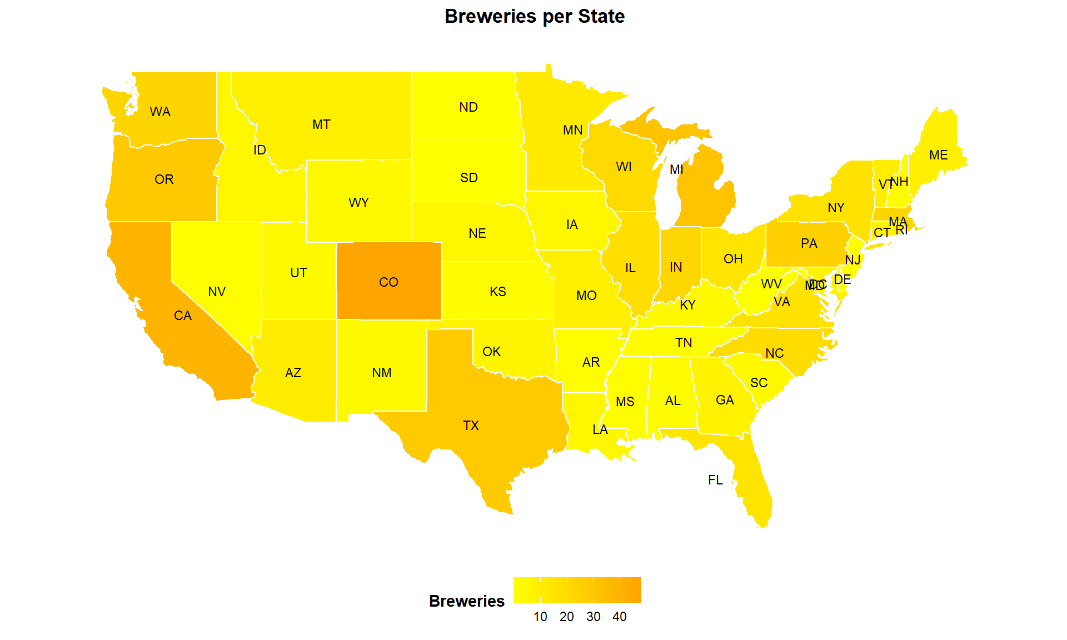 Breweries per State
WA
MT
ND
MN
ID
OR
SD
WI
MI
ME
VT
NH
WY
NE
IA
NY
MA
CT
RI
UT
CO
NV
KS
MO
IL
IN
OH
PA
NJ
WV
MD
DC
DE
VA
KY
CA
AZ
NM
OK
AR
TN
NC
SC
TX
LA
MS
AL
GA
FL
Breweries
10 20 30 40